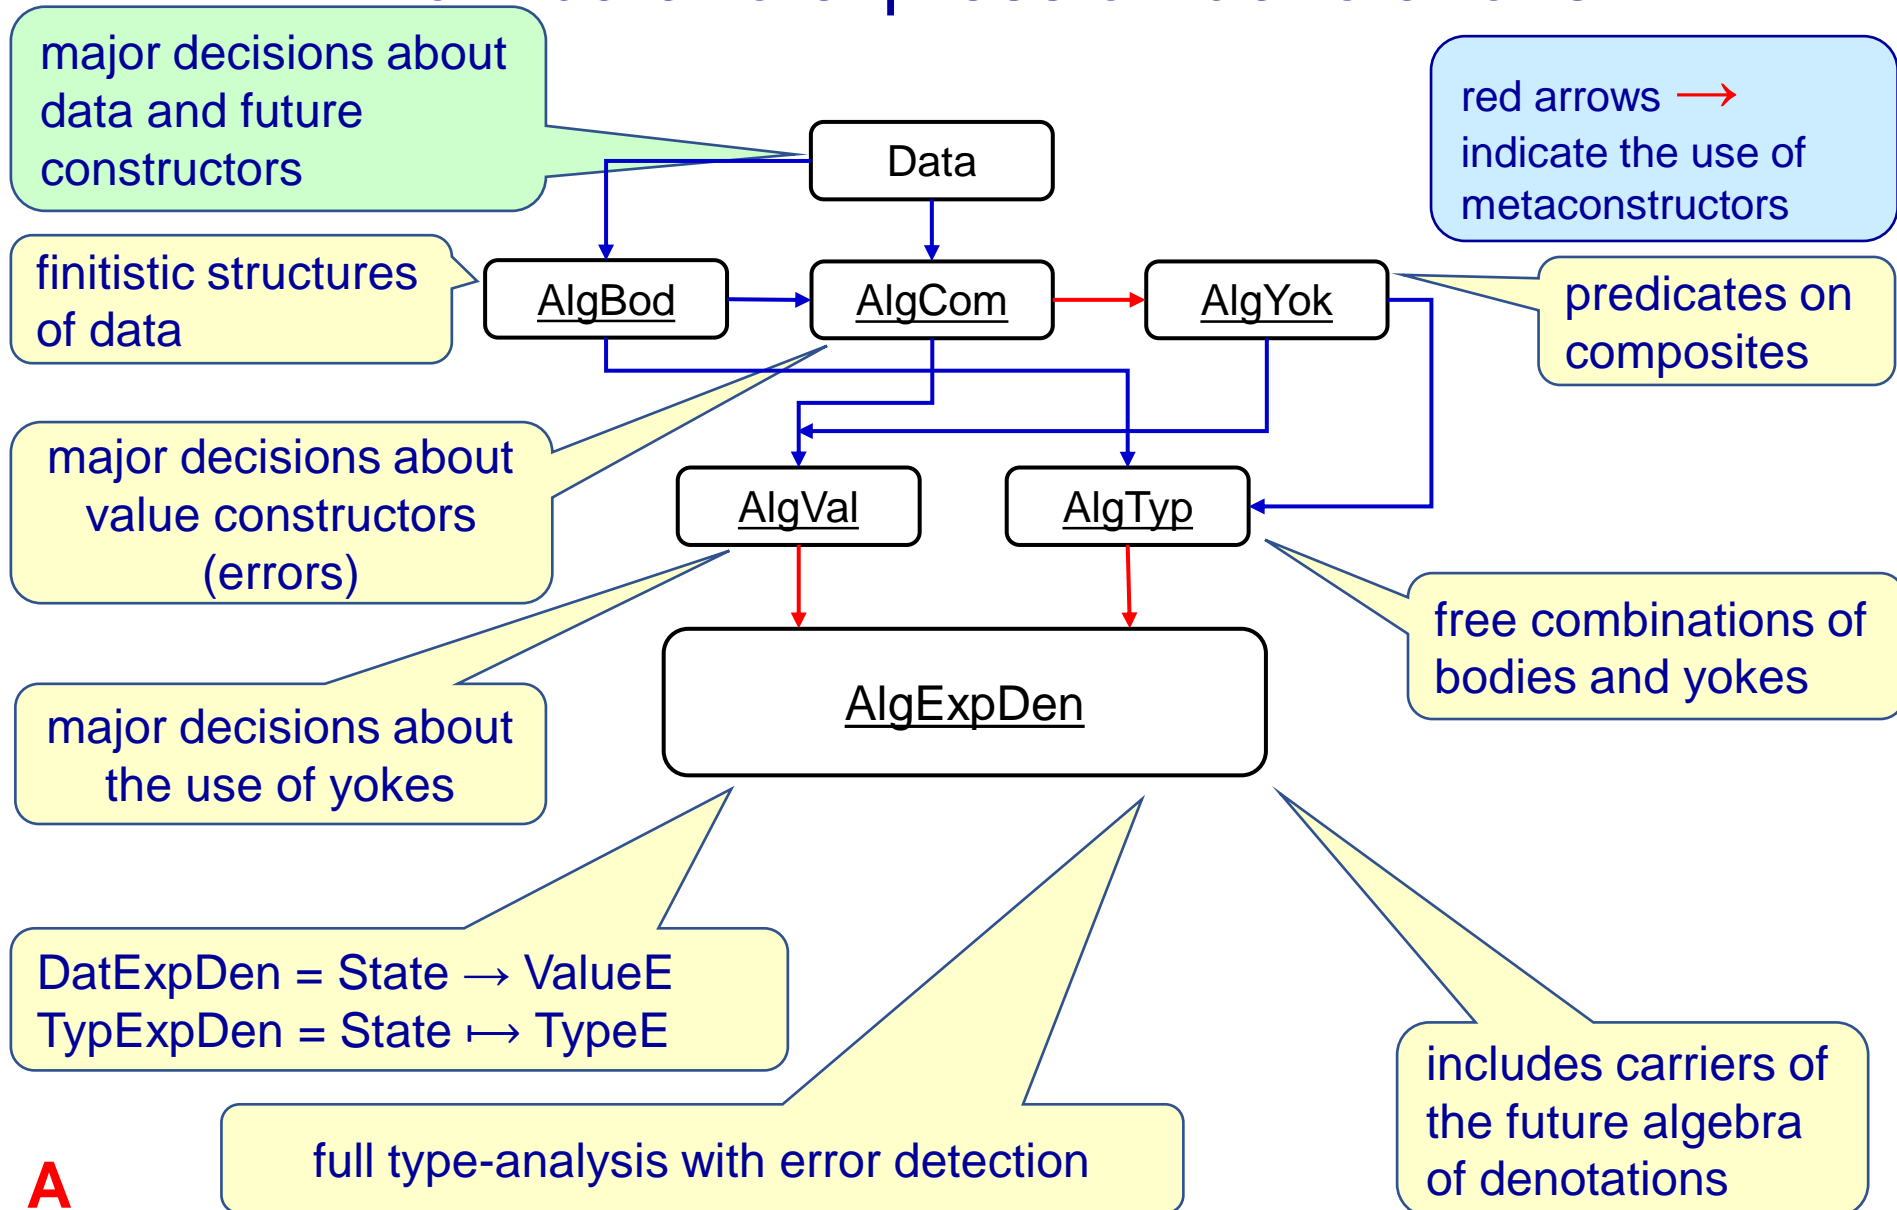 major decisions about
data and future
constructors
Data
red arrows →
indicate the use of
metaconstructors
finitistic structures
of data
AlgBod
AlgCom
AlgYok
predicates on
composites
major decisions about
value constructors
(errors)
AlgVal
AlgTyp
free combinations of
bodies and yokes
major decisions about
the use of yokes
AlgExpDen
DatExpDen = State → ValueE
TypExpDen = State ↦ TypeE
full type-analysis with error detection
includes carriers of
the future algebra
of denotations
A